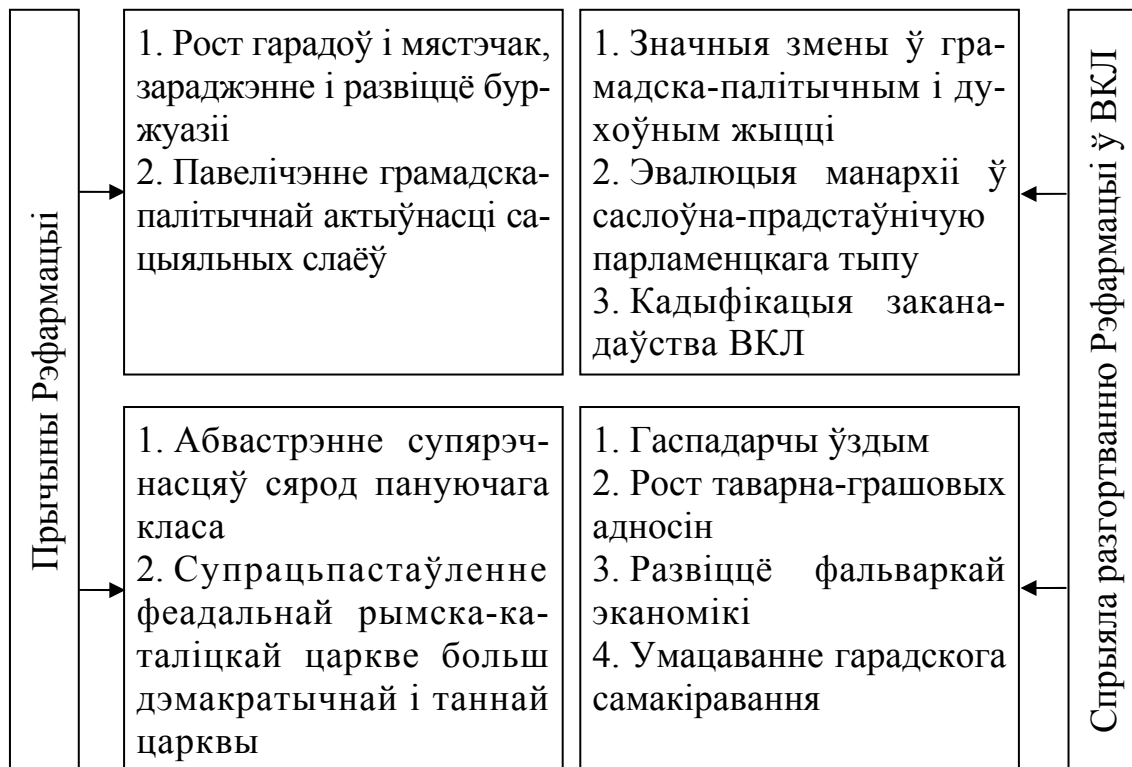 Прычыны Рэфармацыі
1. Рост гарадоў і мястэчак,
зараджэнне і развіццё бур-
жуазіі
2. Павелічэнне грамадска-
палітычнай актыўнасці са-
цыяльных слаёў
1. Значныя змены ў гра-
мадска-палітычным і ду-
хоўным жыцці
2. Эвалюцыя манархіі ў
саслоўна-прадстаўнічую
парламенцкага тыпу
3. Кадыфікацыя закана-
даўства ВКЛ
1. Абвастрэнне супярэч-
насцяў сярод пануючага
класа
2. Супрацьпастаўленне
феадальнай рымска-ка-
таліцкай царкве больш
дэмакратычнай і таннай
царквы
1. Гаспадарчы ўздым
2. Рост таварна-грашовых
адносін
3. Развіццё фальваркай
эканомікі
4. Умацаванне гарадскога
самакіравання
Спрыяла разгортванню Рэфармацыі ў ВКЛ